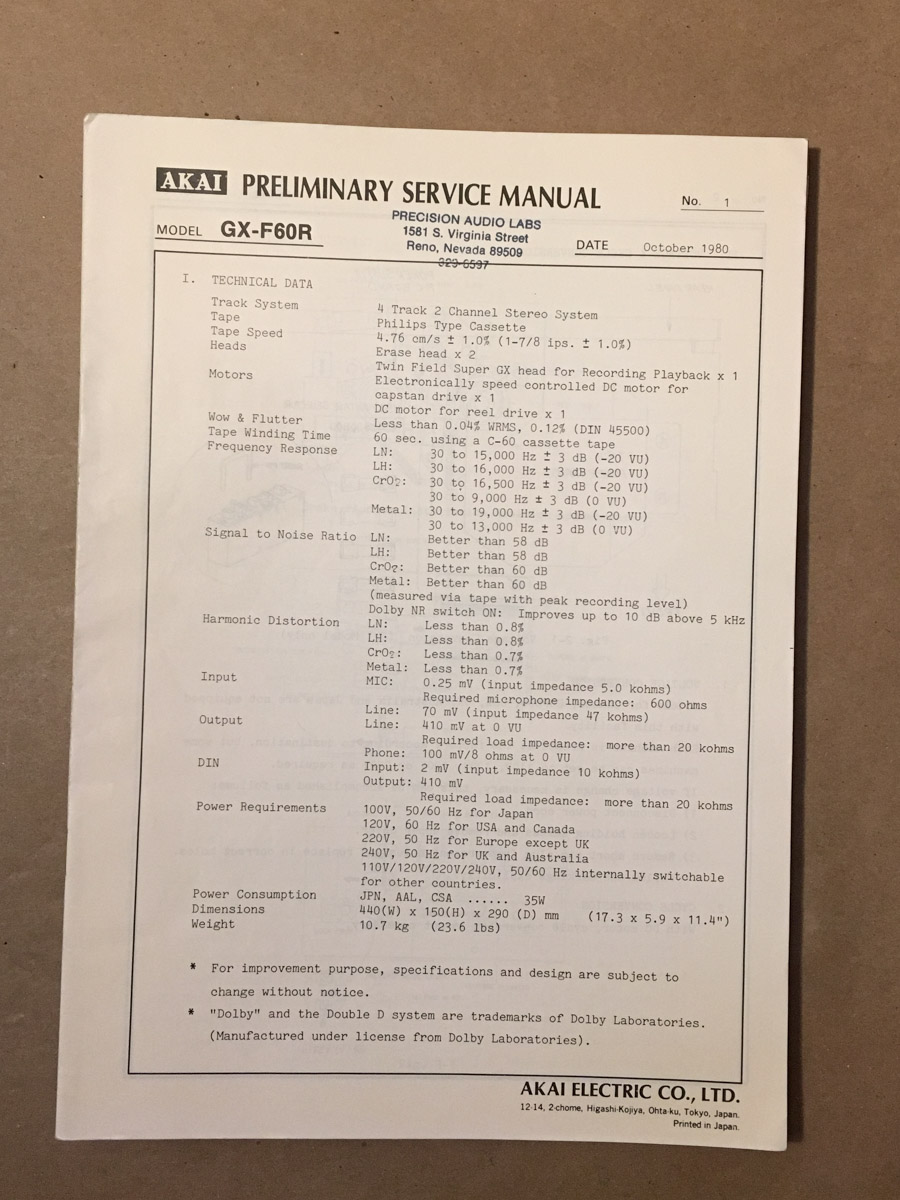 AKAI PRELIMINARY SERVICE MANUAL No. 1
PRECISION AUDIO LABS
1581 S. Virginia Street
Reno, Nevada 89509
329-6597
MODEL GX-F60R DATE October 1980
I. TECHNICAL DATA
Track System 4 Track 2 Channel Stereo System
Tape Philips Type Cassette
Tape Speed 4.76 cm/s ± 1.0% (1-7/8 ips. ± 1.0%)
Heads Erase head x 2
Twin Field Super GX head for Recording Playback x 1
Motors Electronically speed controlled DC motor for
capstan drive x 1
DC motor for reel drive x 1
Wow & Flutter Less than 0.04% WRMS, 0.12% (DIN 45500)
Tape Winding Time 60 sec. using a C-60 cassette tape
Frequency Response LN: 30 to 15,000 Hz ± 3 dB (-20 VU)
LH: 30 to 16,000 Hz ± 3 dB (-20 VU)
CrO2: 30 to 16,500 Hz ± 3 dB (-20 VU)
30 to 9,000 Hz ± 3 dB (0 VU)
Metal: 30 to 19,000 Hz ± 3 dB (-20 VU)
30 to 13,000 Hz ± 3 dB (0 VU)
Signal to Noise Ratio LN: Better than 58 dB
LH: Better than 58 dB
CrO2: Better than 60 dB
Metal: Better than 60 dB
(measured via tape with peak recording level)
Dolby NR switch ON: Improves up to 10 dB above 5 kHz
Harmonic Distortion LN: Less than 0.8%
LH: Less than 0.8%
CrO2: Less than 0.7%
Metal: Less than 0.7%
Input MIC: 0.25 mV (input impedance 5.0 kohms)
Required microphone impedance: 600 ohms
Line: 70 mV (input impedance 47 kohms)
Output Line: 410 mV at 0 VU
Required load impedance: more than 20 kohms
Phone: 100 mV/8 ohms at 0 VU
DIN Input: 2 mV (input impedance 10 kohms)
Output: 410 mV
Required load impedance: more than 20 kohms
Power Requirements 100V, 50/60 Hz for Japan
120V, 60 Hz for USA and Canada
220V, 50 Hz for Europe except UK
240V, 50 Hz for UK and Australia
110V/120V/220V/240V, 50/60 Hz internally switchable
for other countries.
Power Consumption JPN, AAL, CSA ...... 35W
Dimensions 440(W) x 150(H) x 290 (D) mm (17.3 x 5.9 x 11.4")
Weight 10.7 kg (23.6 lbs)
* For improvement purpose, specifications and design are subject to
change without notice.
* "Dolby" and the Double D system are trademarks of Dolby Laboratories.
(Manufactured under license from Dolby Laboratories).
AKAI ELECTRIC CO., LTD.
12-14, 2-chome, Higashi-Kojiya, Ohta-ku, Tokyo, Japan.
Printed in Japan.